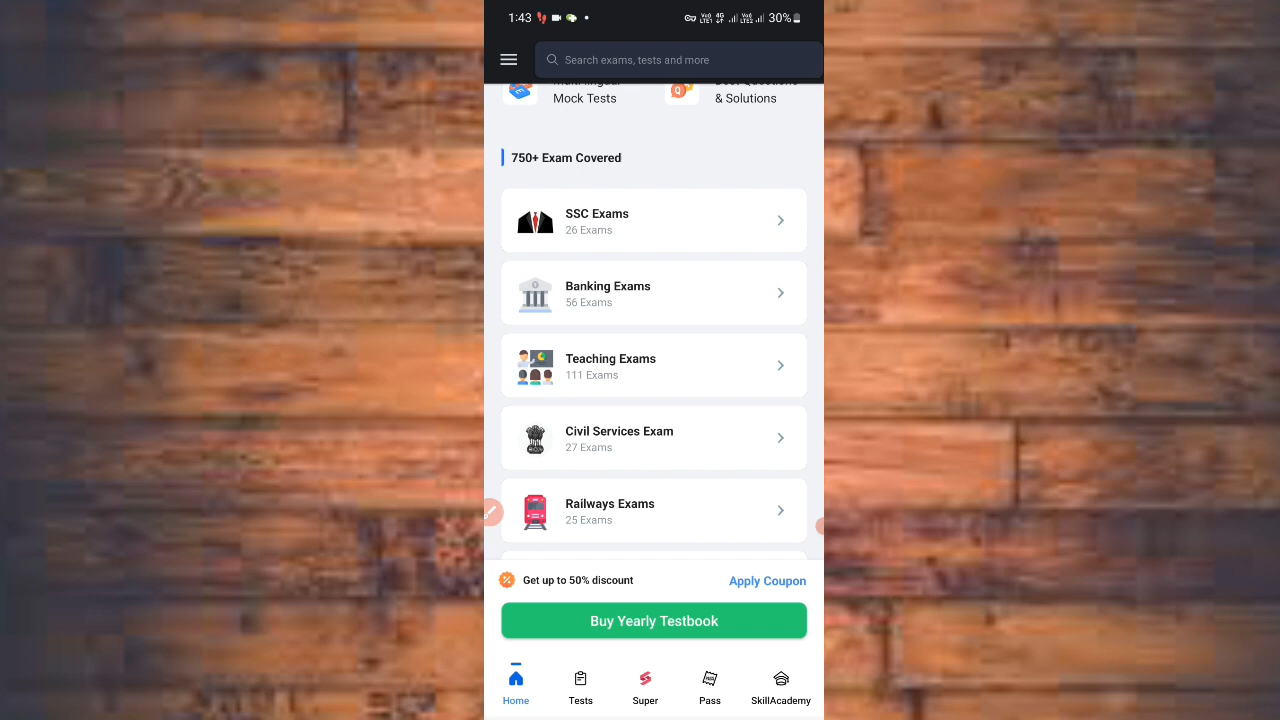 1:43
30%
Search exams, tests and more
Mock Tests
& Solutions
750+ Exam Covered
SSC Exams
26 Exams
Banking Exams
56 Exams
Teaching Exams
111 Exams
Civil Services Exam
27 Exams
Railways Exams
25 Exams
Get up to 50% discount
Apply Coupon
Buy Yearly Testbook
Home
Tests
Super
Pass
SkillAcademy